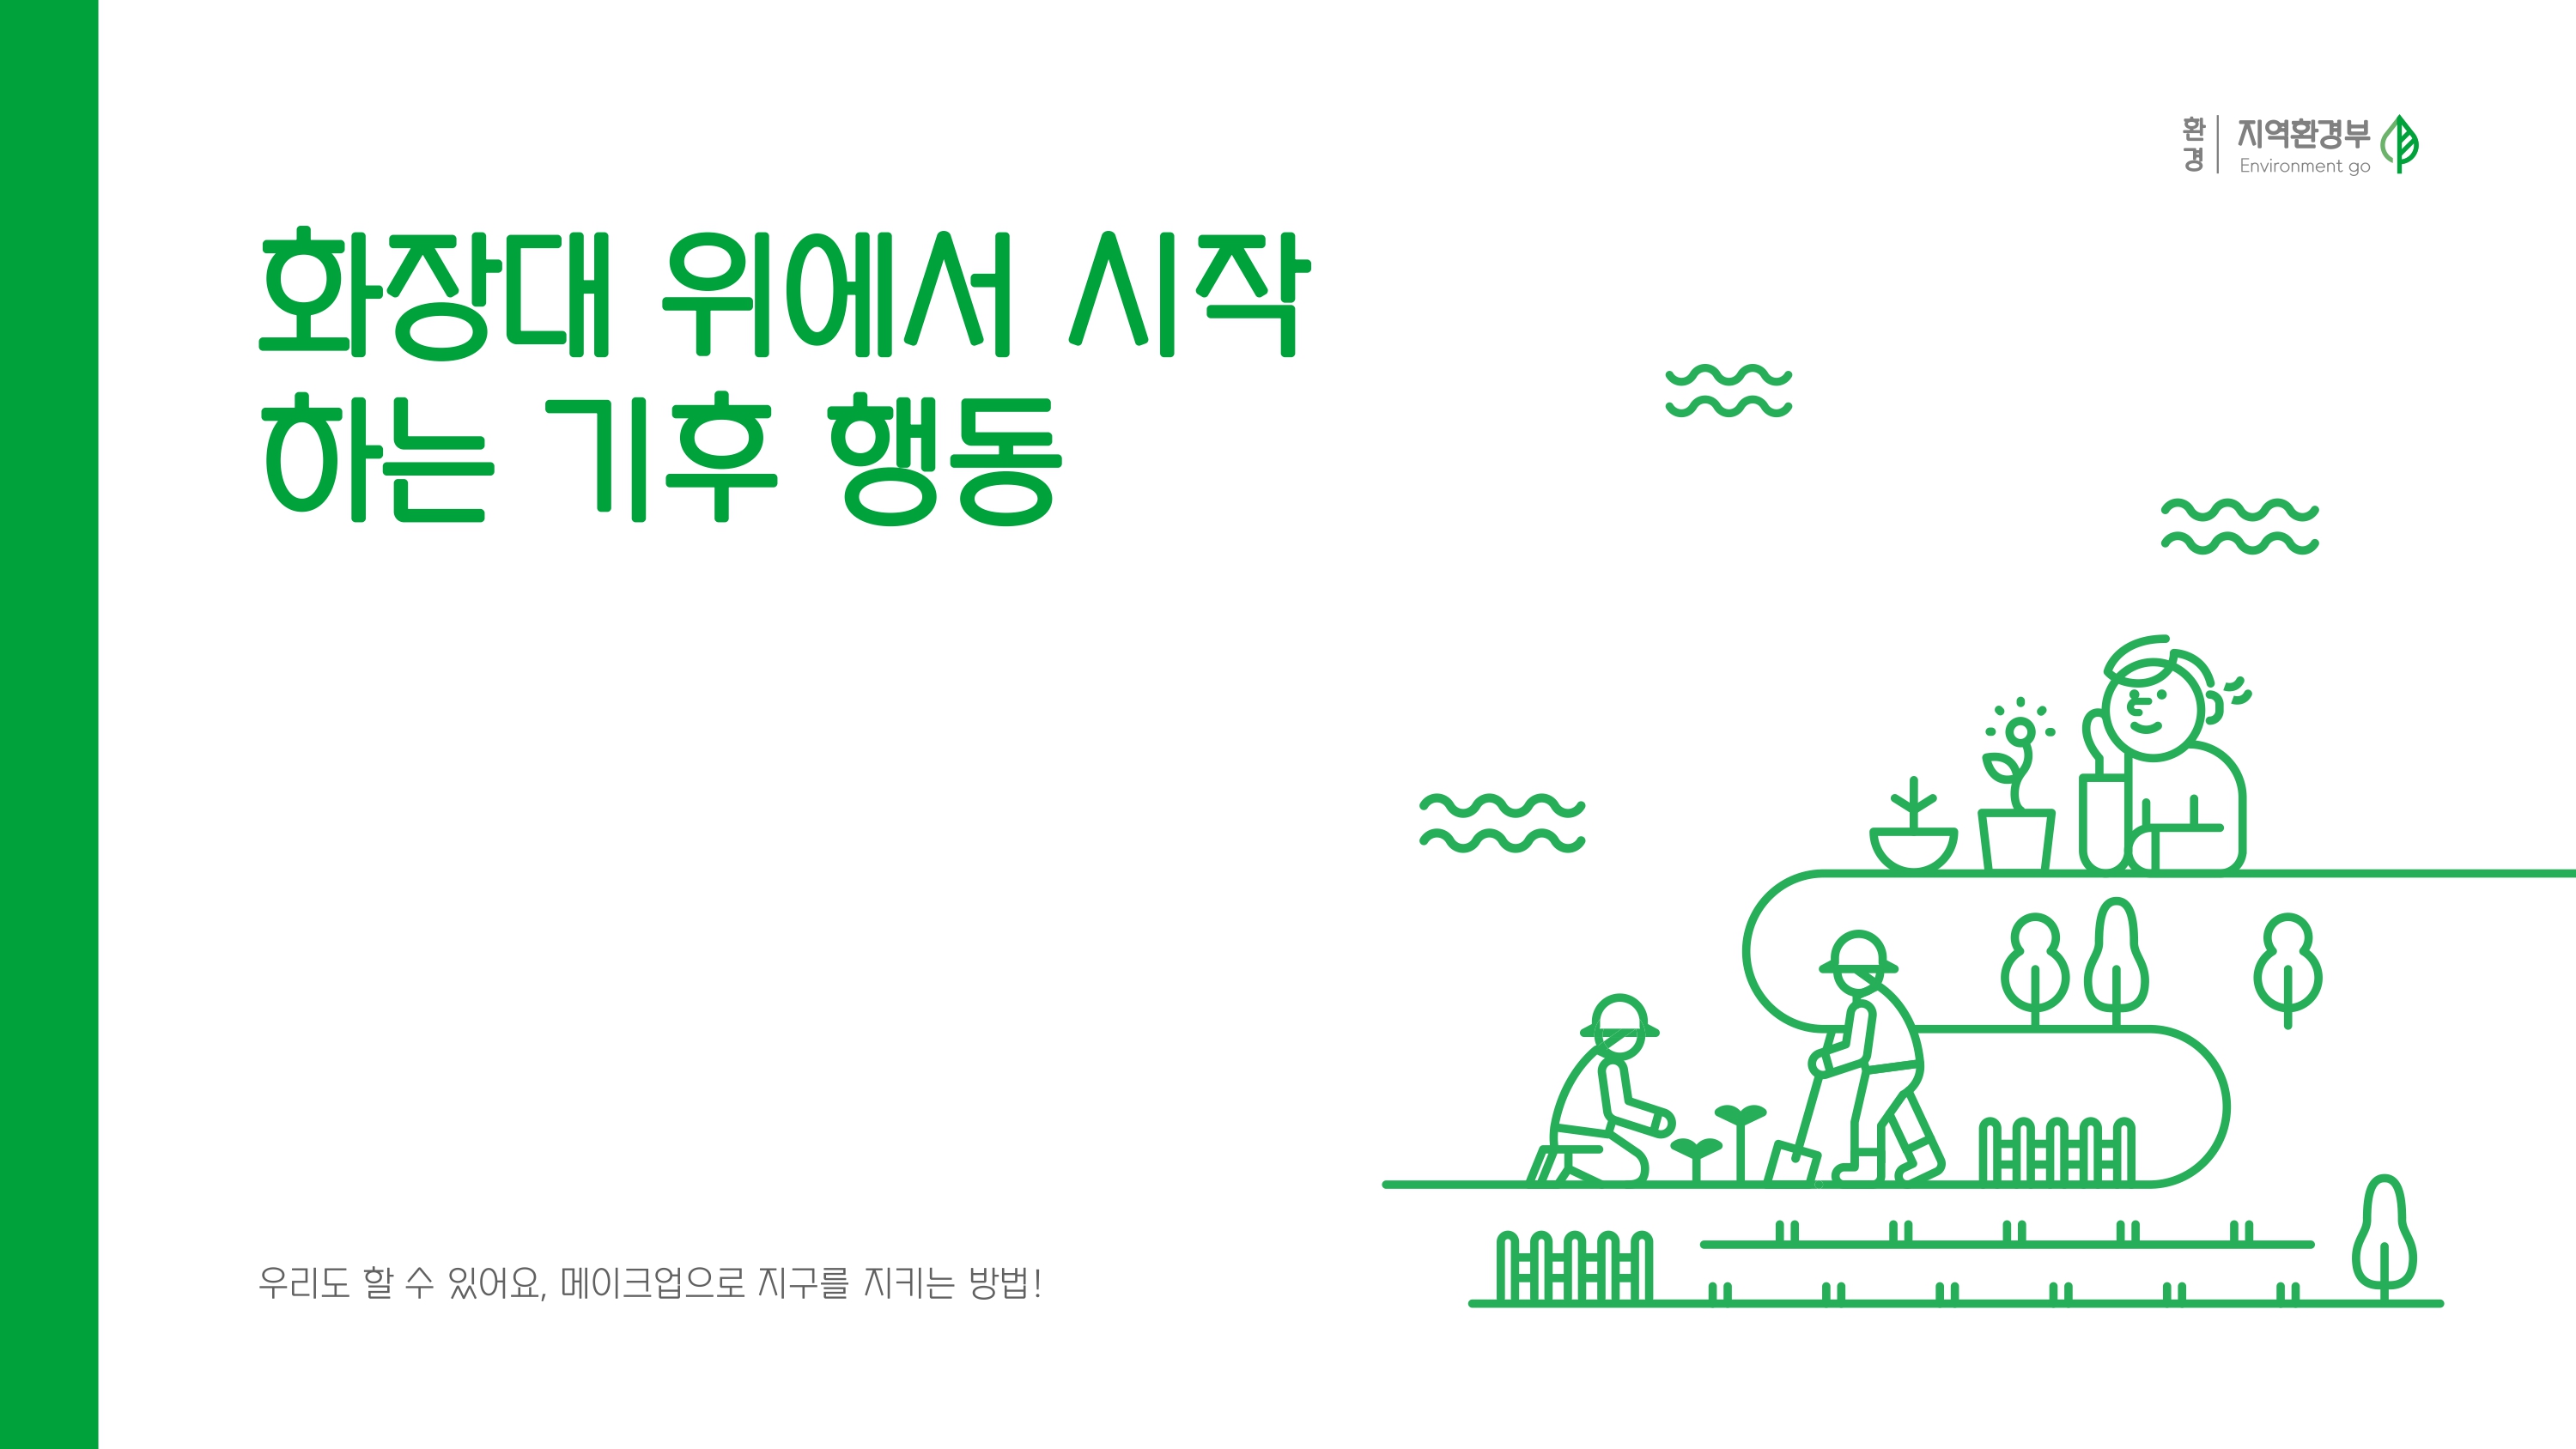 환경
지역환경부
Environment go
화장대 위에서 시작
하는 기후 행동
우리도 할 수 있어요, 메이크업으로 지구를 지키는 방법!